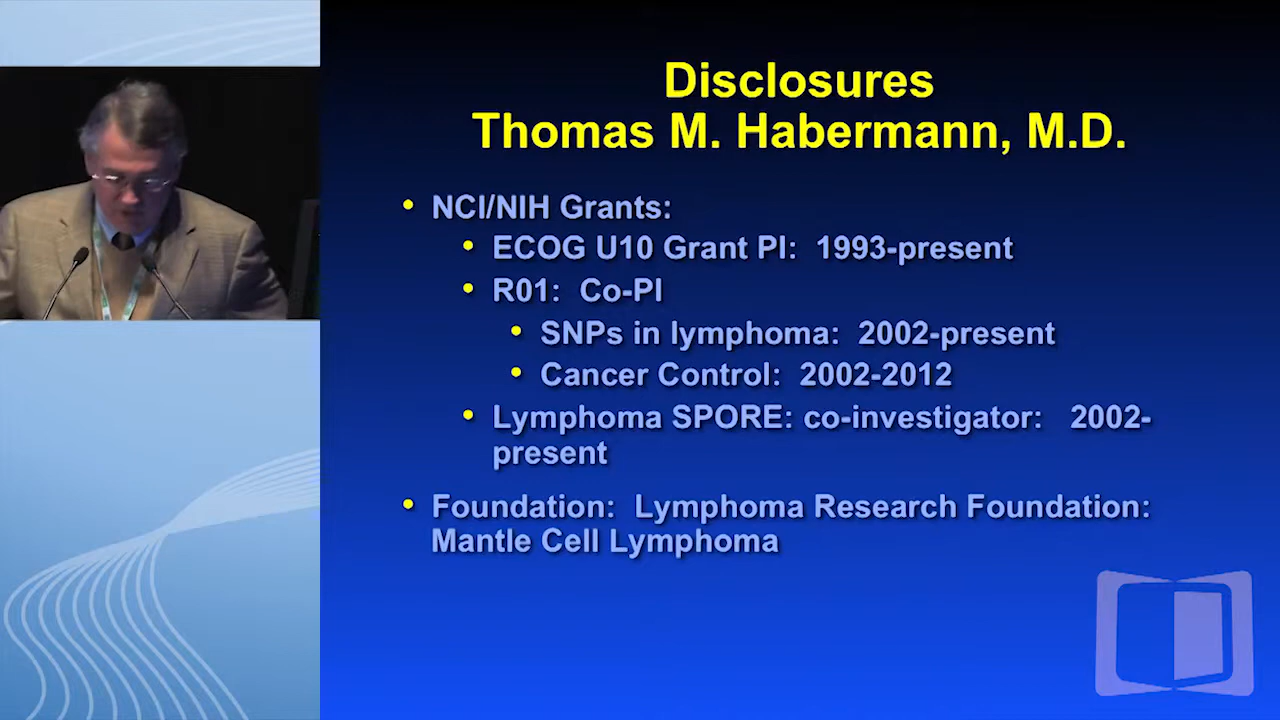 Disclosures
Thomas M. Habermann, M.D.
• NCI/NIH Grants:
• ECOG U10 Grant PI:  1993-present
• R01:  Co-PI
• SNPs in lymphoma:  2002-present
• Cancer Control:  2002-2012
• Lymphoma SPORE: co-investigator:   2002-
present
• Foundation:  Lymphoma Research Foundation:
Mantle Cell Lymphoma